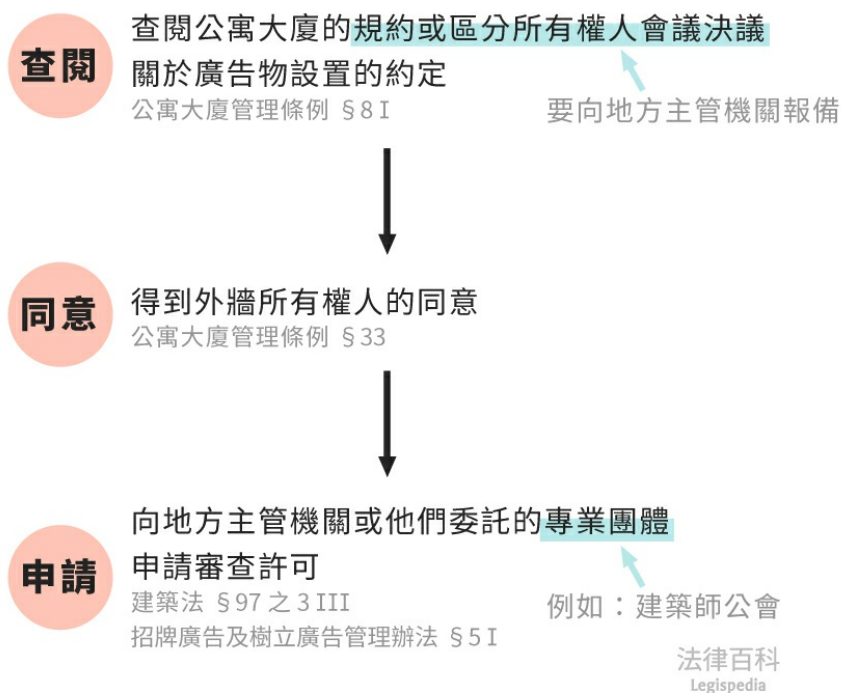 查閱
查閱公寓大廈的規約或區分所有權人會議決議
關於廣告物設置的約定
公寓大廈管理條例 §8 I
要向地方主管機關報備
同意
得到外牆所有權人的同意
公寓大廈管理條例 §33
申請
向地方主管機關或他們委託的專業團體
申請審查許可
建築法 §97 之 3 III
招牌廣告及樹立廣告管理辦法 §5 I
例如：建築師公會
法律百科
Legispedia